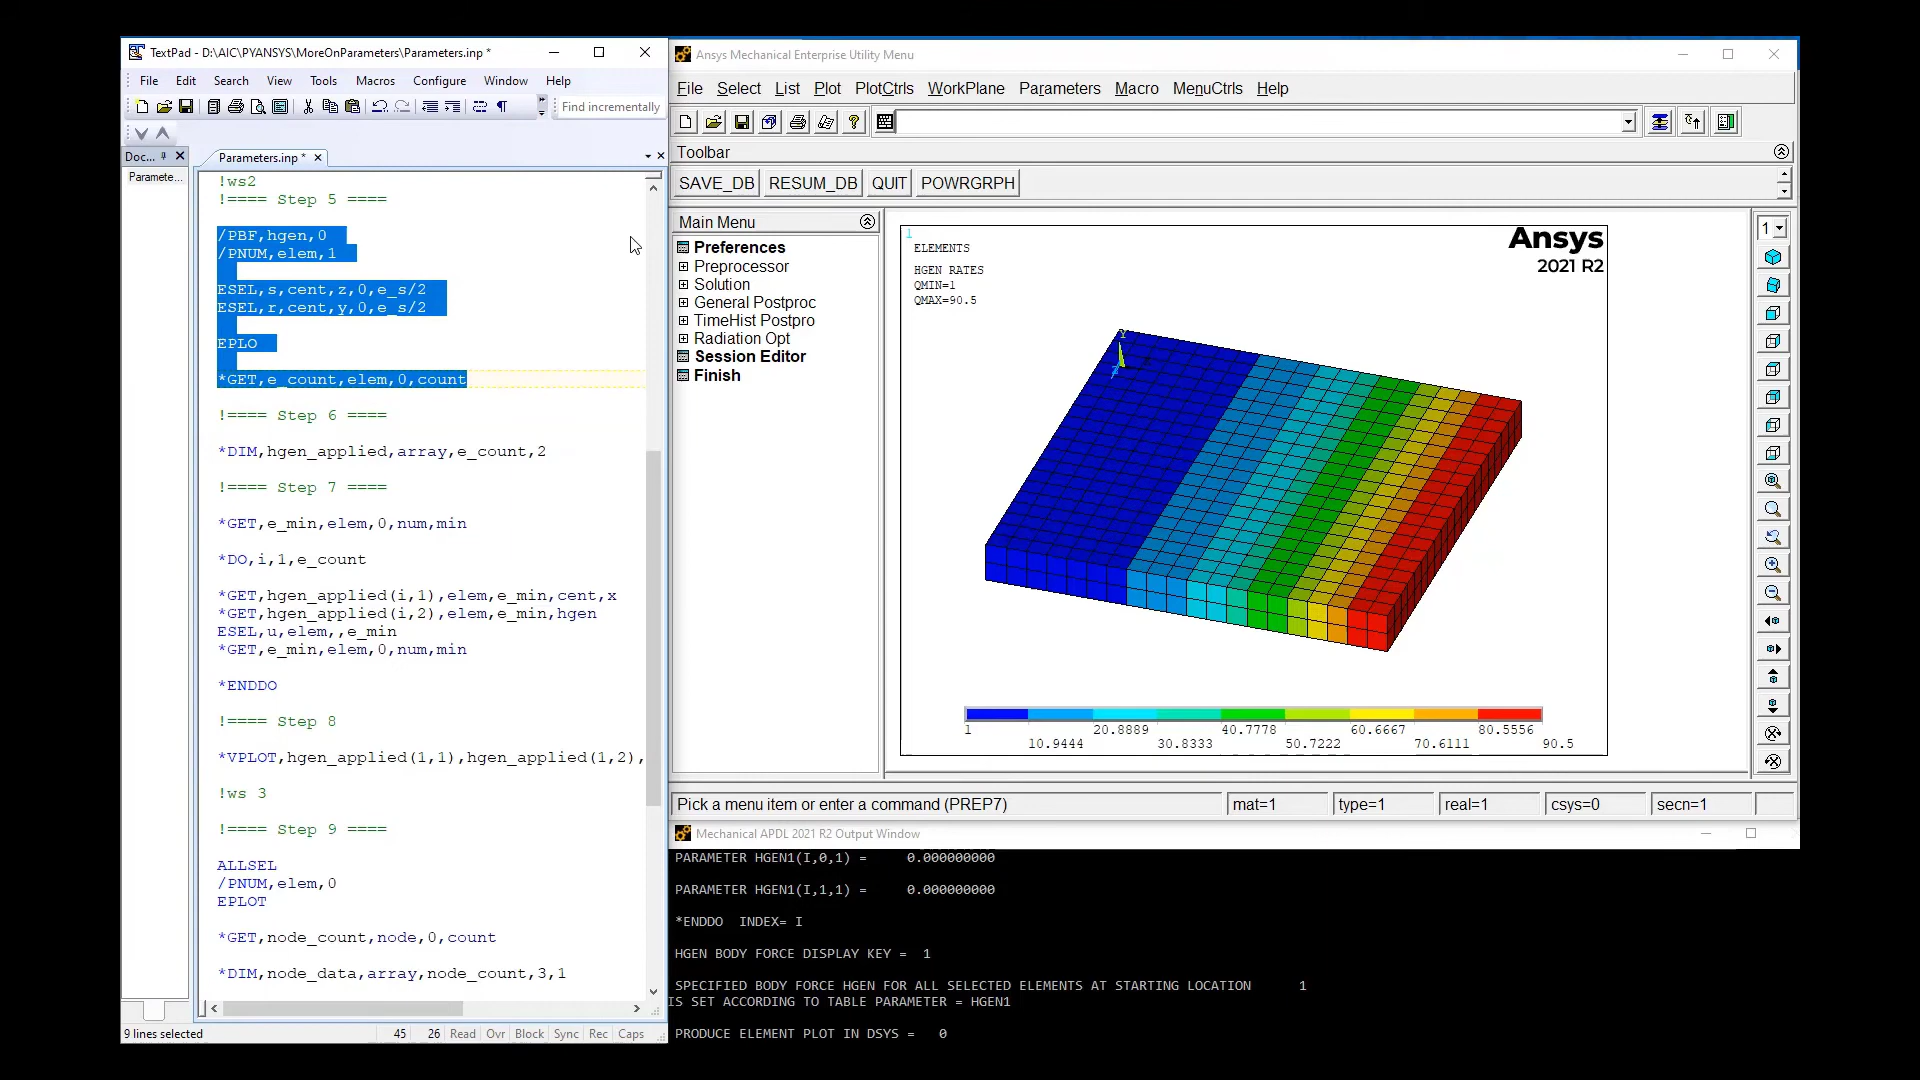 TextPad - D:\AIC\PYANSYS\MoreOnParameters\Parameters.inp *
File Edit Search View Tools Macros Configure Window Help
Find incrementally
Doc...
Parameters.inp *
Paramete...
!ws2
!==== Step 5 ====
/PBF,hgen,0
/PNUM,elem,1
ESEL,s,cent,z,0,e_s/2
ESEL,r,cent,y,0,e_s/2
EPLO
*GET,e_count,elem,0,count
!==== Step 6 ====
*DIM,hgen_applied,array,e_count,2
!==== Step 7 ====
*GET,e_min,elem,0,num,min
*DO,i,1,e_count
*GET,hgen_applied(i,1),elem,e_min,cent,x
*GET,hgen_applied(i,2),elem,e_min,hgen
ESEL,u,elem,,e_min
*GET,e_min,elem,0,num,min
*ENDDO
!==== Step 8
*VPLOT,hgen_applied(1,1),hgen_applied(1,2),
!ws 3
!==== Step 9 ====
ALLSEL
/PNUM,elem,0
EPLOT
*GET,node_count,node,0,count
*DIM,node_data,array,node_count,3,1
9 lines selected 45 26 Read Ovr Block Sync Rec Caps
Ansys Mechanical Enterprise Utility Menu
File Select List Plot PlotCtrls WorkPlane Parameters Macro MenuCtrls Help
Toolbar
SAVE_DB RESUM_DB QUIT POWRGRPH
Main Menu
Preferences
Preprocessor
Solution
General Postproc
TimeHist Postpro
Radiation Opt
Session Editor
Finish
1
ELEMENTS
HGEN RATES
QMIN=1
QMAX=90.5
Ansys
2021 R2
Y
Z
1 20.8889 40.7778 60.6667 80.5556
10.9444 30.8333 50.7222 70.6111 90.5
1
Pick a menu item or enter a command (PREP7) mat=1 type=1 real=1 csys=0 secn=1
Mechanical APDL 2021 R2 Output Window
PARAMETER HGEN1(I,0,1) = 0.000000000
PARAMETER HGEN1(I,1,1) = 0.000000000
*ENDDO INDEX= I
HGEN BODY FORCE DISPLAY KEY = 1
SPECIFIED BODY FORCE HGEN FOR ALL SELECTED ELEMENTS AT STARTING LOCATION 1
IS SET ACCORDING TO TABLE PARAMETER = HGEN1
PRODUCE ELEMENT PLOT IN DSYS = 0